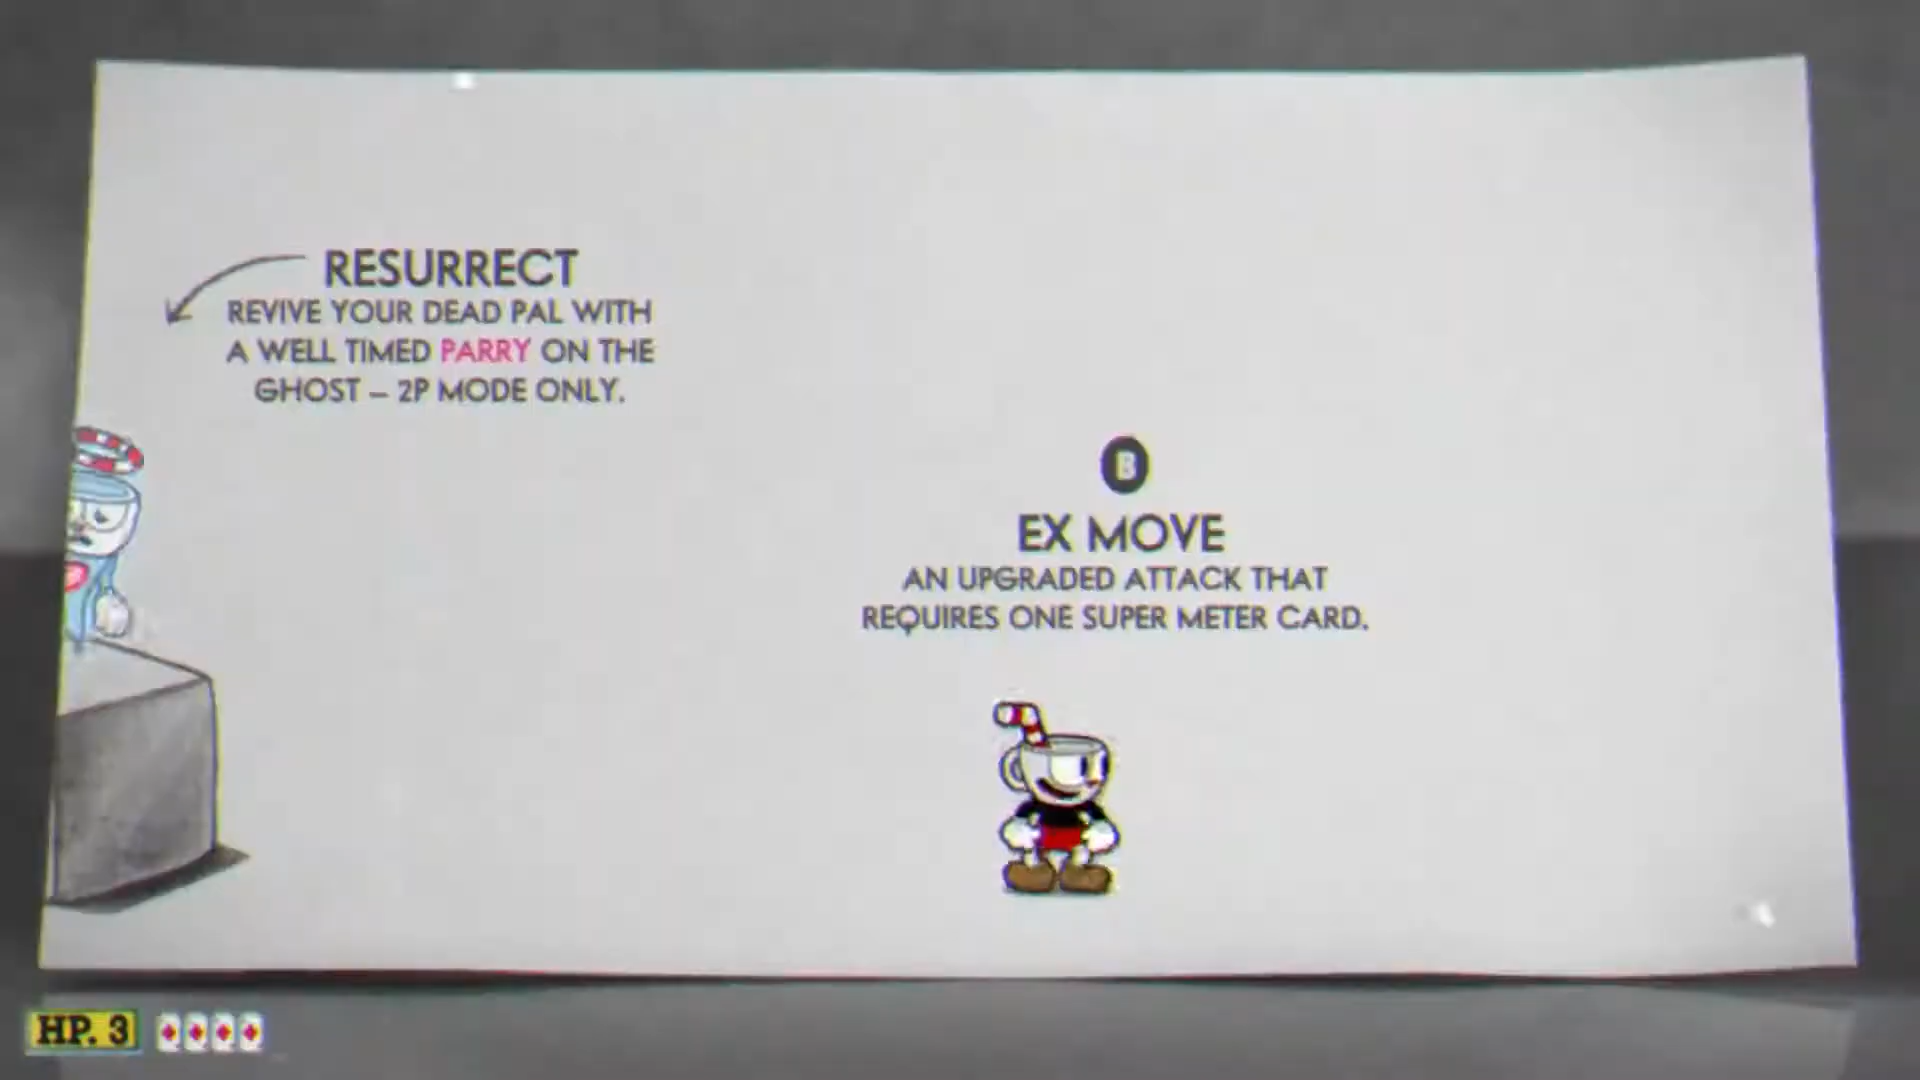 RESURRECT
REVIVE YOUR DEAD PAL WITH
A WELL TIMED PARRY ON THE
GHOST – 2P MODE ONLY.
B
EX MOVE
AN UPGRADED ATTACK THAT
REQUIRES ONE SUPER METER CARD.
HP. 3